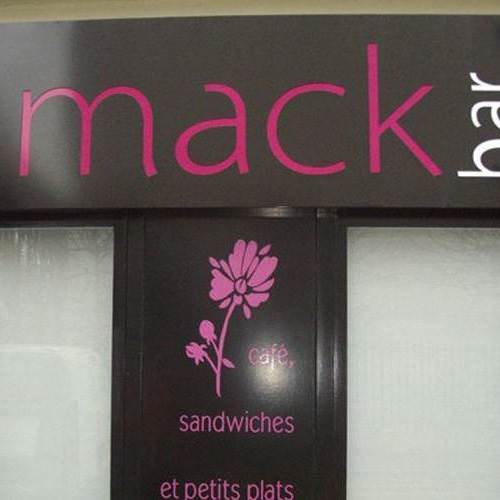 mack bar
café,
sandwiches
et petits plats